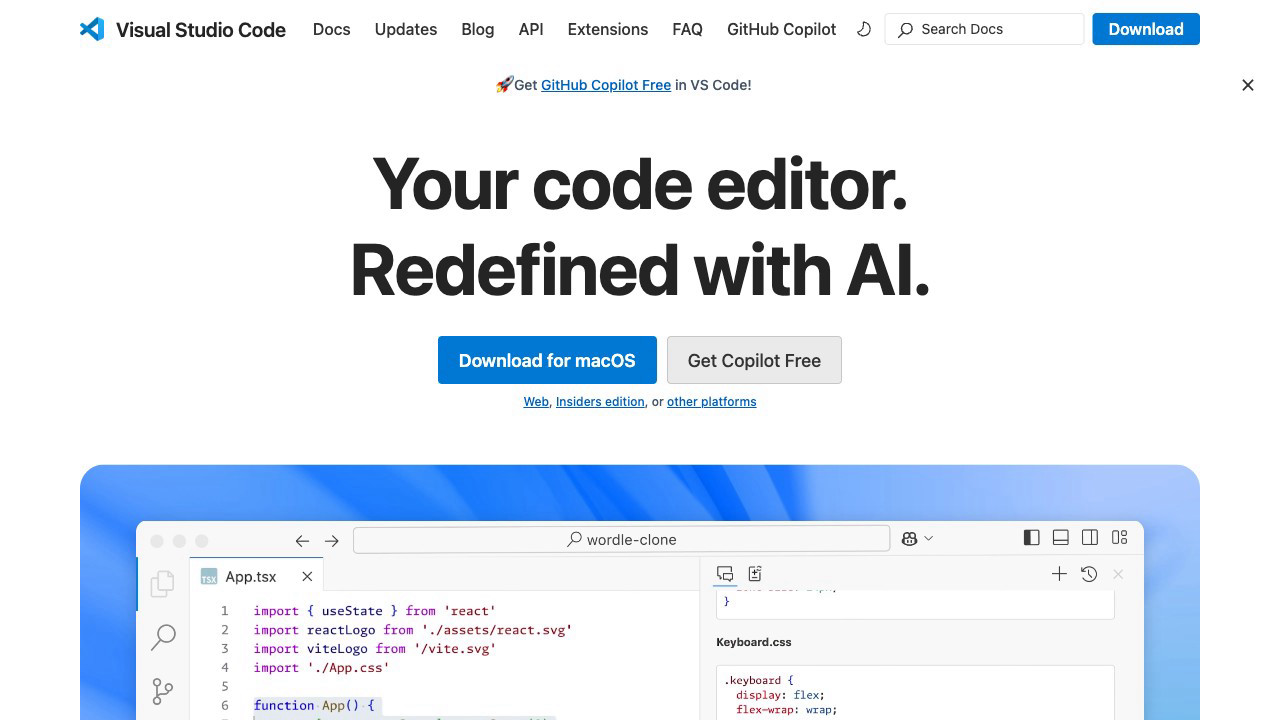 Visual Studio Code Docs Updates Blog API Extensions FAQ GitHub Copilot Search Docs Download
🚀Get GitHub Copilot Free in VS Code!
Your code editor.
Redefined with AI.
Download for macOS Get Copilot Free
Web, Insiders edition, or other platforms
wordle-clone
TSX App.tsx
1 import { useState } from 'react'
2 import reactLogo from './assets/react.svg'
3 import viteLogo from '/vite.svg'
4 import './App.css'
5
6 function App() {
}
Keyboard.css
.keyboard {
display: flex;
flex-wrap: wrap;